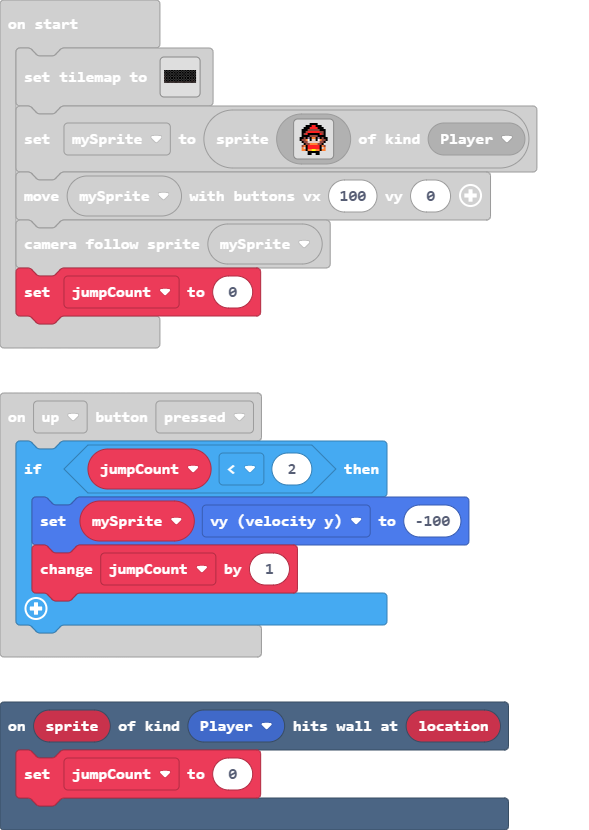 on start
set tilemap to
set mySprite to sprite of kind Player
move mySprite with buttons vx 100 vy 0
camera follow sprite mySprite
set jumpCount to 0
on up button pressed
if jumpCount < 2 then
set mySprite vy (velocity y) to -100
change jumpCount by 1
on sprite of kind Player hits wall at location
set jumpCount to 0